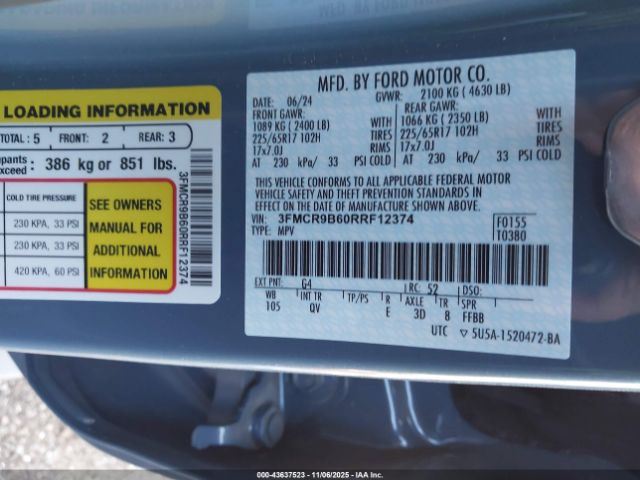 LOADING INFORMATION
TOTAL: 5 FRONT: 2 REAR: 3
386 kg or 851 lbs.
COLD TIRE PRESSURE
230 KPA, 33 PSI
230 KPA, 33 PSI
420 KPA, 60 PSI
SEE OWNERS
MANUAL FOR
ADDITIONAL
INFORMATION
3FMCR9B60RRF12374
MFD. BY FORD MOTOR CO.
DATE: 06/24 GVWR: 2100 KG ( 4630 LB)
FRONT GAWR: REAR GAWR:
1089 KG ( 2400 LB) 1066 KG ( 2350 LB)
225/65R17 102H TIRES 225/65R17 102H TIRES
17x7.0J RIMS 17x7.0J RIMS
AT 230 kPa/ 33 PSI COLD AT 230 kPa/ 33 PSI COLD
THIS VEHICLE CONFORMS TO ALL APPLICABLE FEDERAL MOTOR
VEHICLE SAFETY AND THEFT PREVENTION STANDARDS IN
EFFECT ON THE DATE OF MANUFACTURE SHOWN ABOVE.
VIN: 3FMCR9B60RRF12374 F0155
TYPE: MPV T0380
EXT PNT: G4 RC: 52 DSO:
WB INT TR TP/PS R AXLE TR SPR
105 QV E 3D 8 FFBB
UTC 5U5A-1520472-BA
000-43637523 - 11/06/2025 - IAAI.com